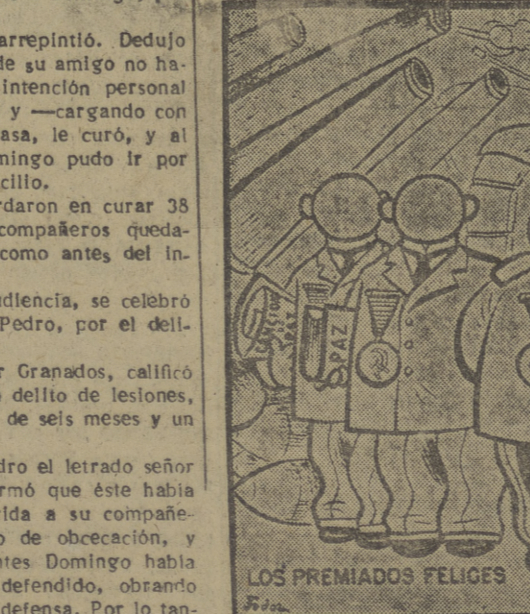 arrepintió. Dedujo
de su amigo no ha-
intención personal
y —cargando con
asa, le curó, y al
mingo pudo ir por
cilio.
rdaron en curar 38
compañeros queda-
como antes del in-
udiencia, se celebró
Pedro, por el deli-
r Granados, calificó
o delito de lesiones,
de seis meses y un
dro el letrado señor
rmó que éste había
rida a su compañe-
o de obcecación, y
ntes Domingo había
defendido, obrando
defensa. Por lo tan-
PAZ
PAZ
LOS PREMIADOS FELICES